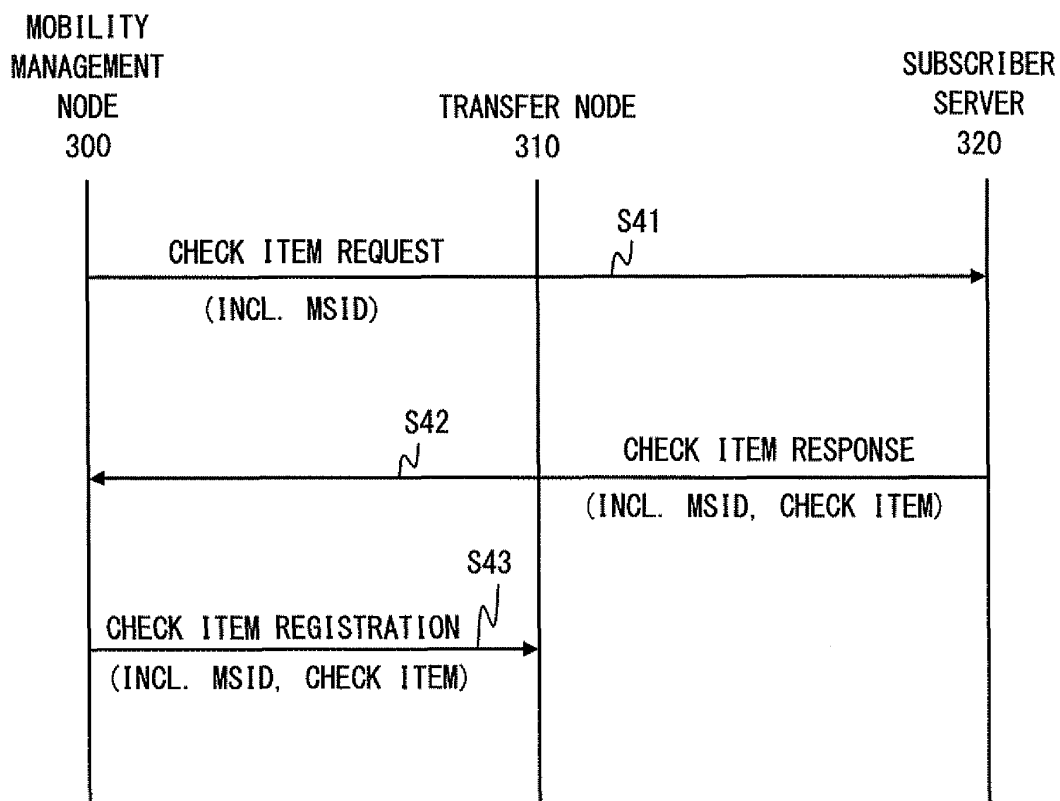 MOBILITY
MANAGEMENT
NODE
300
TRANSFER NODE
310
SUBSCRIBER
SERVER
320
S41
CHECK ITEM REQUEST
(INCL. MSID)
S42
CHECK ITEM RESPONSE
(INCL. MSID, CHECK ITEM)
S43
CHECK ITEM REGISTRATION
(INCL. MSID, CHECK ITEM)